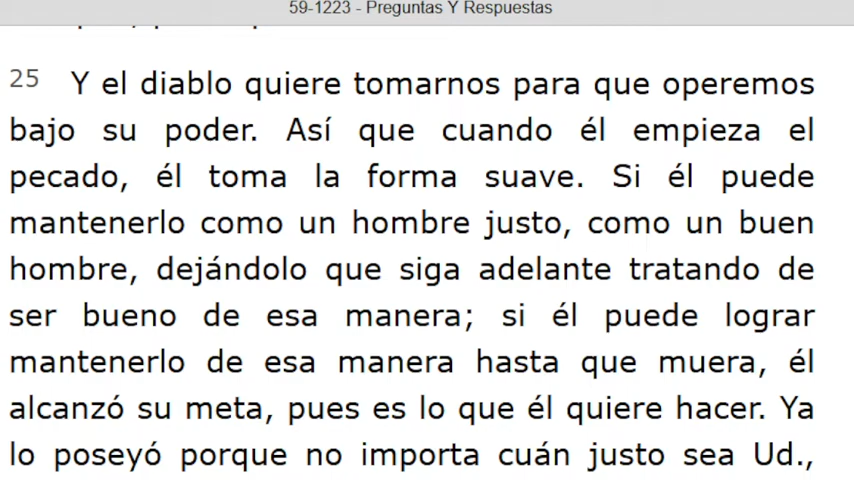 59-1223 - Preguntas Y Respuestas
25 Y el diablo quiere tomarnos para que operemos
bajo su poder. Así que cuando él empieza el
pecado, él toma la forma suave. Si él puede
mantenerlo como un hombre justo, como un buen
hombre, dejándolo que siga adelante tratando de
ser bueno de esa manera; si él puede lograr
mantenerlo de esa manera hasta que muera, él
alcanzó su meta, pues es lo que él quiere hacer. Ya
lo poseyó porque no importa cuán justo sea Ud.,